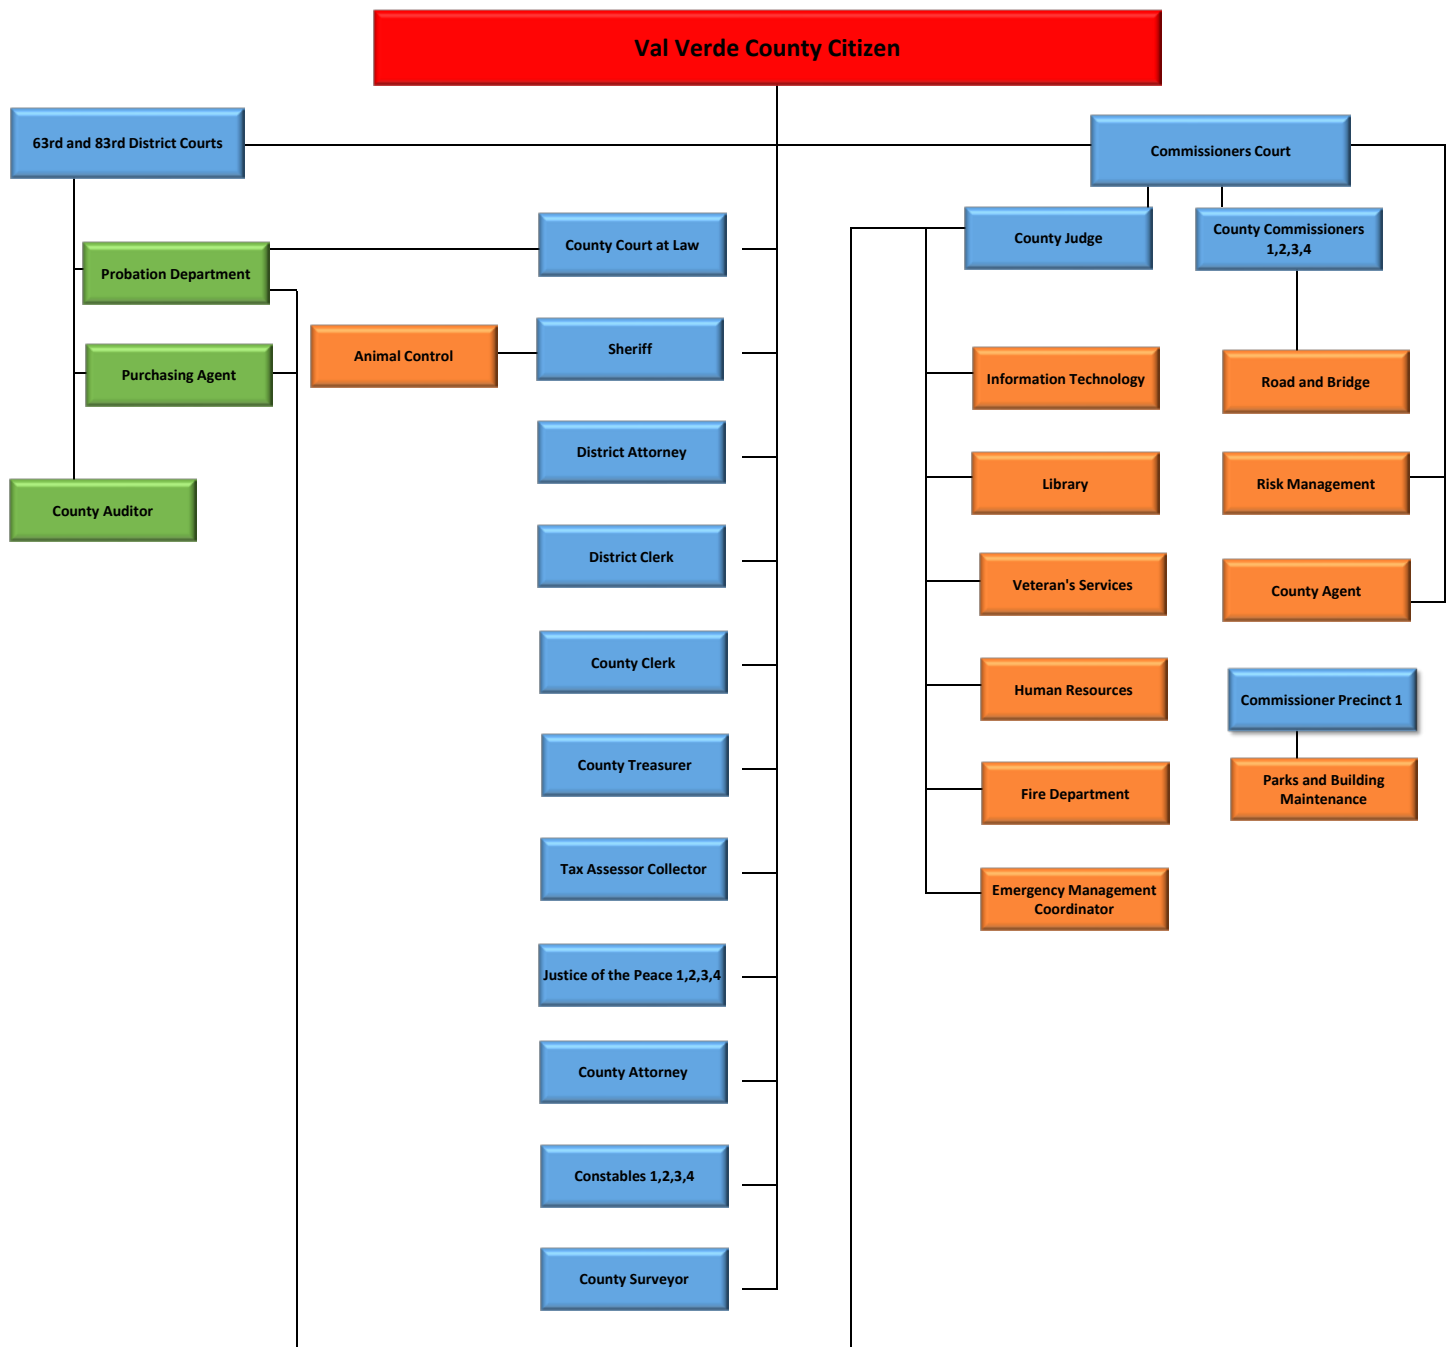 Val Verde County Citizen
63rd and 83rd District Courts
Commissioners Court
County Court at Law
County Judge
County Commissioners
1,2,3,4
Probation Department
Animal Control
Sheriff
Purchasing Agent
Information Technology
Road and Bridge
District Attorney
Library
Risk Management
County Auditor
District Clerk
Veteran's Services
County Agent
County Clerk
Human Resources
Commissioner Precinct 1
County Treasurer
Fire Department
Parks and Building
Maintenance
Tax Assessor Collector
Emergency Management
Coordinator
Justice of the Peace 1,2,3,4
County Attorney
Constables 1,2,3,4
County Surveyor